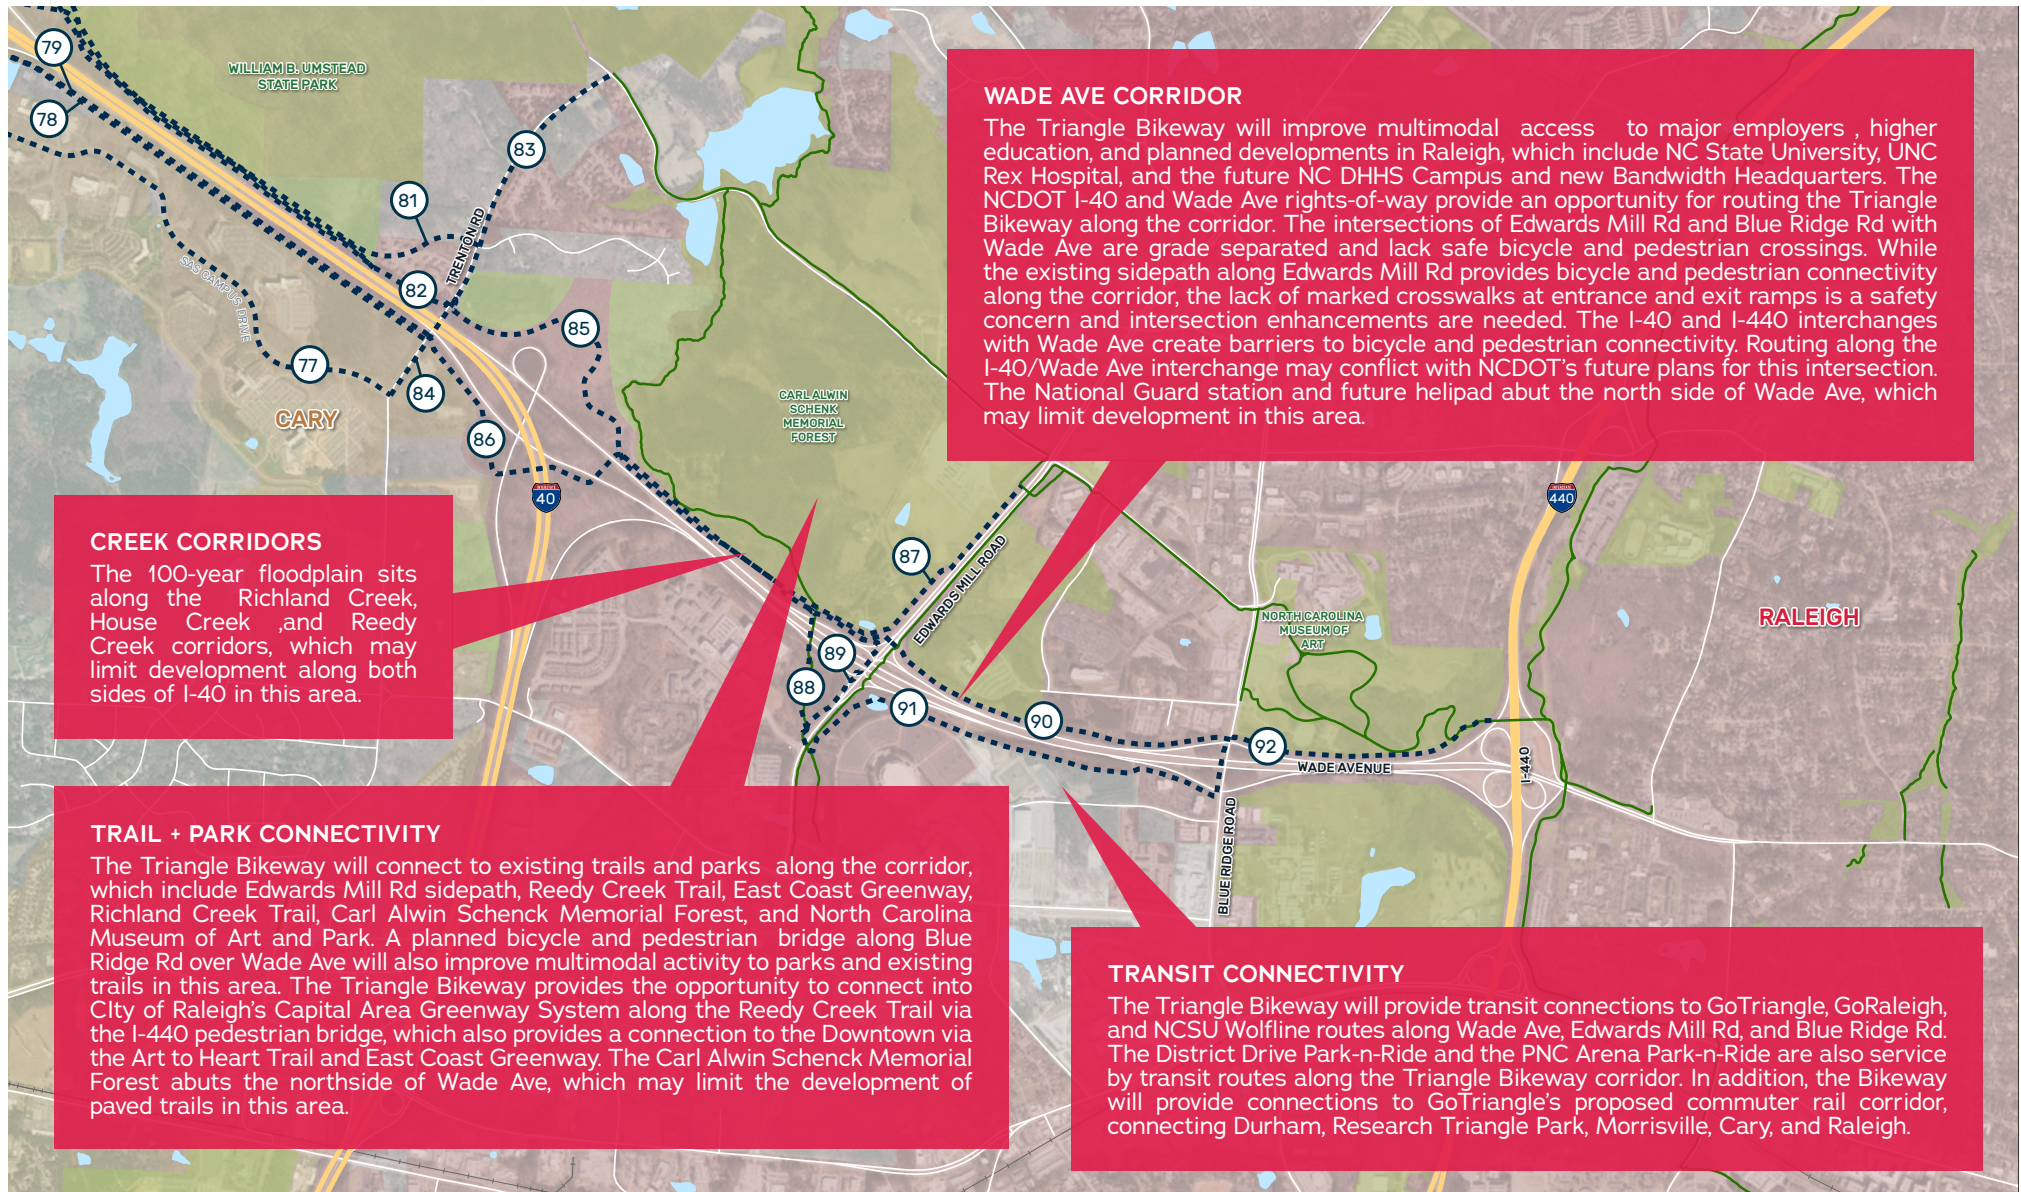 79
78
WILLIAM B. UMSTEAD
STATE PARK
83
81
TRENTON RD
82
85
SAS CAMPUS DRIVE
77
84
CARY
86
CARL ALWIN
SCHENK
MEMORIAL
FOREST
INTERSTATE
40
WADE AVE CORRIDOR
The Triangle Bikeway will improve multimodal access to major employers , higher
education, and planned developments in Raleigh, which include NC State University, UNC
Rex Hospital, and the future NC DHHS Campus and new Bandwidth Headquarters. The
NCDOT I-40 and Wade Ave rights-of-way provide an opportunity for routing the Triangle
Bikeway along the corridor. The intersections of Edwards Mill Rd and Blue Ridge Rd with
Wade Ave are grade separated and lack safe bicycle and pedestrian crossings. While
the existing sidepath along Edwards Mill Rd provides bicycle and pedestrian connectivity
along the corridor, the lack of marked crosswalks at entrance and exit ramps is a safety
concern and intersection enhancements are needed. The I-40 and I-440 interchanges
with Wade Ave create barriers to bicycle and pedestrian connectivity. Routing along the
I-40/Wade Ave interchange may conflict with NCDOT's future plans for this intersection.
The National Guard station and future helipad abut the north side of Wade Ave, which
may limit development in this area.
INTERSTATE
440
CREEK CORRIDORS
The 100-year floodplain sits
along the Richland Creek,
House Creek ,and Reedy
Creek corridors, which may
limit development along both
sides of I-40 in this area.
87
EDWARDS MILL ROAD
NORTH CAROLINA
MUSEUM OF
ART
RALEIGH
89
88
91
90
92
WADE AVENUE
I-440
BLUE RIDGE ROAD
TRAIL + PARK CONNECTIVITY
The Triangle Bikeway will connect to existing trails and parks along the corridor,
which include Edwards Mill Rd sidepath, Reedy Creek Trail, East Coast Greenway,
Richland Creek Trail, Carl Alwin Schenck Memorial Forest, and North Carolina
Museum of Art and Park. A planned bicycle and pedestrian bridge along Blue
Ridge Rd over Wade Ave will also improve multimodal activity to parks and existing
trails in this area. The Triangle Bikeway provides the opportunity to connect into
CIty of Raleigh's Capital Area Greenway System along the Reedy Creek Trail via
the I-440 pedestrian bridge, which also provides a connection to the Downtown via
the Art to Heart Trail and East Coast Greenway. The Carl Alwin Schenck Memorial
Forest abuts the northside of Wade Ave, which may limit the development of
paved trails in this area.
TRANSIT CONNECTIVITY
The Triangle Bikeway will provide transit connections to GoTriangle, GoRaleigh,
and NCSU Wolfline routes along Wade Ave, Edwards Mill Rd, and Blue Ridge Rd.
The District Drive Park-n-Ride and the PNC Arena Park-n-Ride are also service
by transit routes along the Triangle Bikeway corridor. In addition, the Bikeway
will provide connections to GoTriangle's proposed commuter rail corridor,
connecting Durham, Research Triangle Park, Morrisville, Cary, and Raleigh.